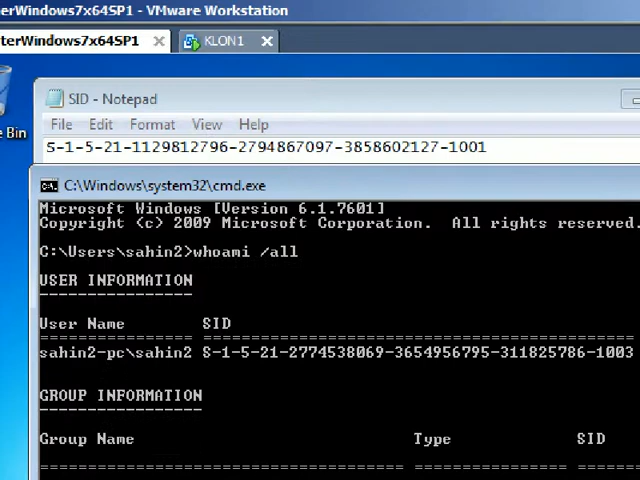 erWindows7x64SP1 - VMware Workstation
terWindows7x64SP1 KLON1
e Bin
SID - Notepad
File Edit Format View Help
S-1-5-21-1129812796-2794867097-3858602127-1001
C:\Windows\system32\cmd.exe
Microsoft Windows [Version 6.1.7601]
Copyright (c) 2009 Microsoft Corporation. All rights reserved.
C:\Users\sahin2>whoami /all
USER INFORMATION
----------------
User Name SID
============== ============================================
sahin2-pc\sahin2 S-1-5-21-2774538069-3654956795-311825786-1003
GROUP INFORMATION
-----------------
Group Name Type SID